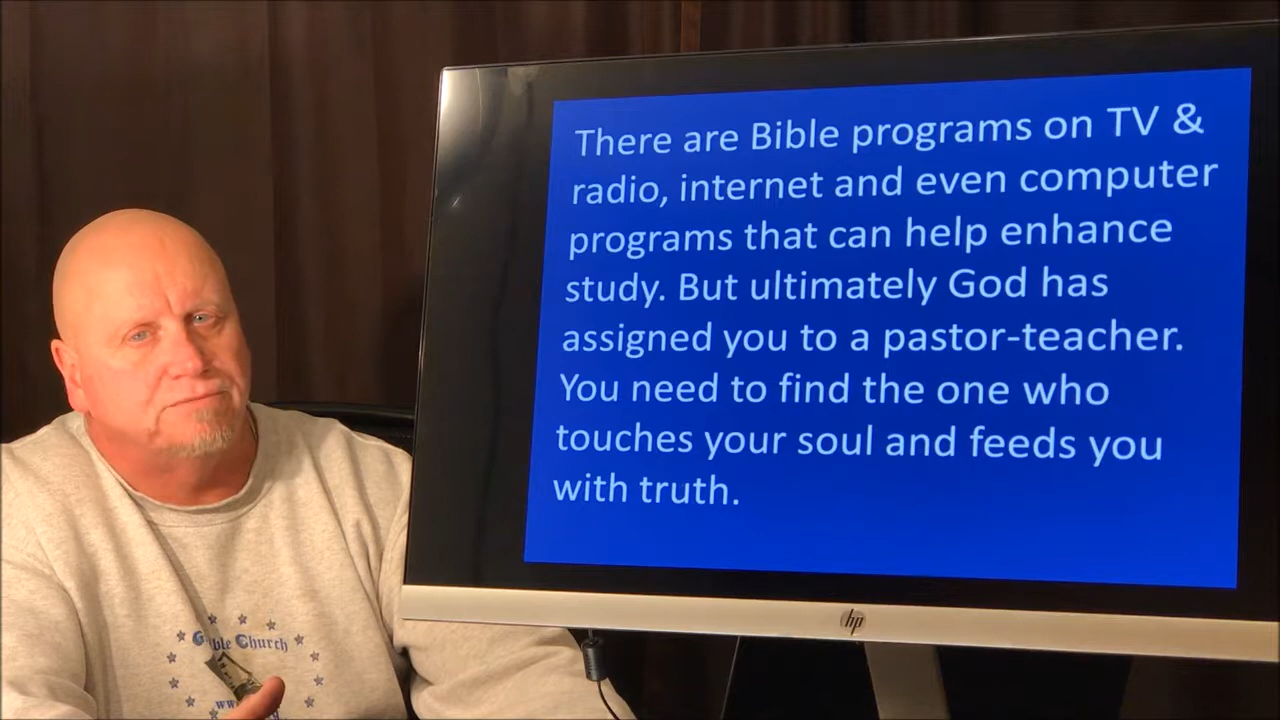 There are Bible programs on TV &
radio, internet and even computer
programs that can help enhance
study. But ultimately God has
assigned you to a pastor-teacher.
You need to find the one who
touches your soul and feeds you
with truth.
hp
Church